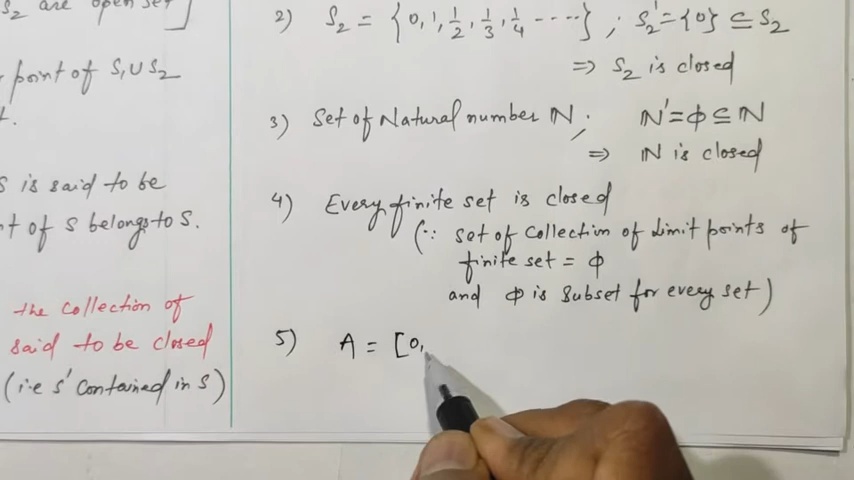 S₂ are open set]
point of S₁∪S₂
t.
s is said to be
t of S belongs to S.
the collection of
said to be closed
(i.e S' contained in S)
2) S₂ = {0, 1, 1/2, 1/3, 1/4 ----} ; S₂' = {0} ⊆ S₂
⇒ S₂ is closed
3) Set of Natural number ℕ ; ℕ' = ϕ ⊆ ℕ
⇒ ℕ is closed
4) Every finite set is closed
(∵ set of collection of limit points of
finite set = ϕ
and ϕ is subset for every set)
5) A = [0,